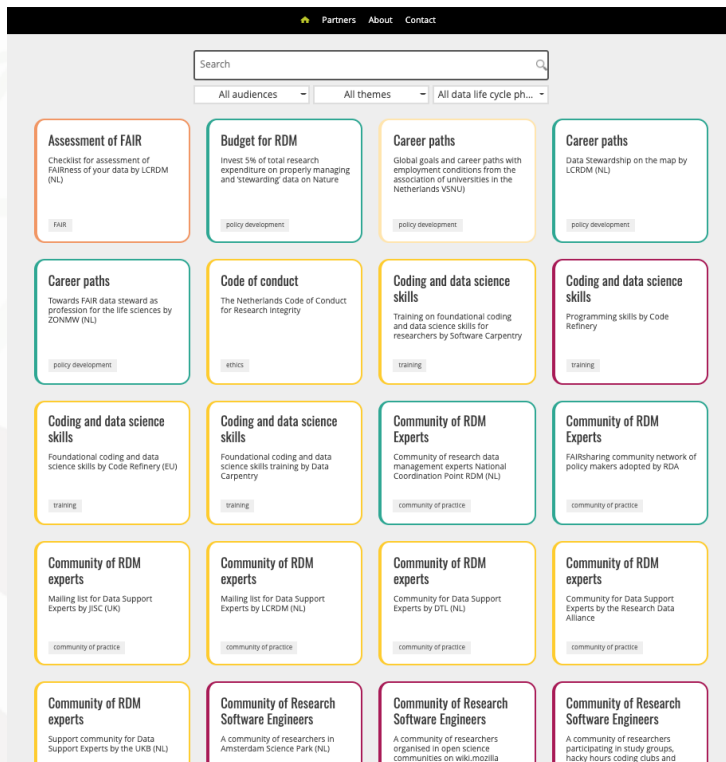 Partners About Contact
Search
All audiences
All themes
All data life cycle ph...
Assessment of FAIR
Checklist for assessment of
FAIRness of your data by LCRDM
(NL)
FAIR
Budget for RDM
Invest 5% of total research
expenditure on properly managing
and 'stewarding' data on Nature
policy development
Career paths
Global goals and career paths with
employment conditions from the
association of universities in the
Netherlands VSNU)
policy development
Career paths
Data Stewardship on the map by
LCRDM (NL)
policy development
Career paths
Towards FAIR data steward as
profession for the life sciences by
ZONMW (NL)
policy development
Code of conduct
The Netherlands Code of Conduct
for Research Integrity
ethics
Coding and data science
skills
Training on foundational coding
and data science skills for
researchers by Software Carpentry
training
Coding and data science
skills
Programming skills by Code
Refinery
training
Coding and data science
skills
Foundational coding and data
science skills by Code Refinery (EU)
training
Coding and data science
skills
Foundational coding and data
science skills training by Data
Carpentry
training
Community of RDM
Experts
Community of research data
management experts National
Coordination Point RDM (NL)
community of practice
Community of RDM
Experts
FAIRsharing community network of
policy makers adopted by RDA
community of practice
Community of RDM
experts
Mailing list for Data Support
Experts by JISC (UK)
community of practice
Community of RDM
experts
Mailing list for Data Support
Experts by LCRDM (NL)
community of practice
Community of RDM
experts
Community for Data Support
Experts by DTL (NL)
community of practice
Community of RDM
experts
Community for Data Support
Experts by the Research Data
Alliance
community of practice
Community of RDM
experts
Support community for Data
Support Experts by the UKB (NL)
Community of Research
Software Engineers
A community of researchers in
Amsterdam Science Park (NL)
Community of Research
Software Engineers
A community of researchers
organised in open science
communities on wiki.mozilla
Community of Research
Software Engineers
A community of researchers
participating in study groups,
hacky hours coding clubs and